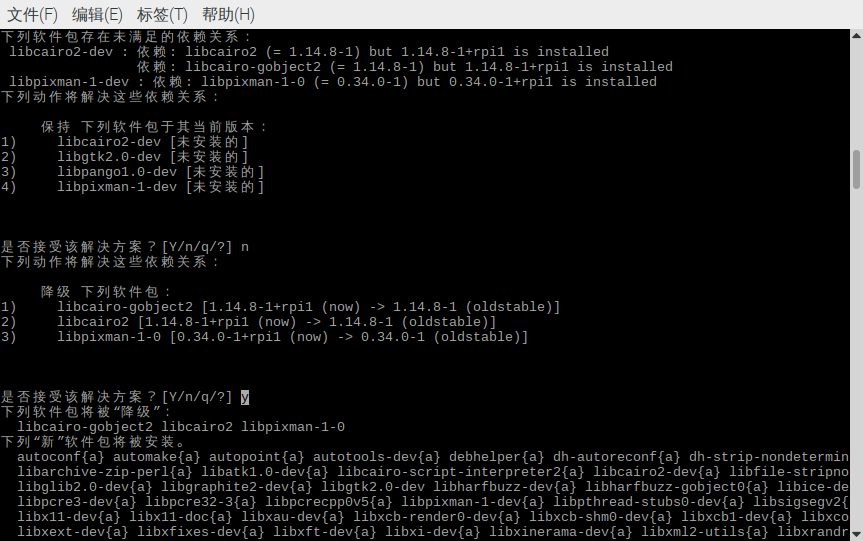 文件(F) 编辑(E) 标签(T) 帮助(H)
下列软件包存在未满足的依赖关系：
libcairo2-dev : 依赖: libcairo2 (= 1.14.8-1) but 1.14.8-1+rpi1 is installed
依赖: libcairo-gobject2 (= 1.14.8-1) but 1.14.8-1+rpi1 is installed
libpixman-1-dev : 依赖: libpixman-1-0 (= 0.34.0-1) but 0.34.0-1+rpi1 is installed
下列动作将解决这些依赖关系：
保持 下列软件包于其当前版本：
1) libcairo2-dev [未安装的]
2) libgtk2.0-dev [未安装的]
3) libpango1.0-dev [未安装的]
4) libpixman-1-dev [未安装的]
是否接受该解决方案？[Y/n/q/?] n
下列动作将解决这些依赖关系：
降级 下列软件包：
1) libcairo-gobject2 [1.14.8-1+rpi1 (now) -> 1.14.8-1 (oldstable)]
2) libcairo2 [1.14.8-1+rpi1 (now) -> 1.14.8-1 (oldstable)]
3) libpixman-1-0 [0.34.0-1+rpi1 (now) -> 0.34.0-1 (oldstable)]
是否接受该解决方案？[Y/n/q/?] y
下列软件包将被“降级”：
libcairo-gobject2 libcairo2 libpixman-1-0
下列“新”软件包将被安装。
autoconf{a} automake{a} autopoint{a} autotools-dev{a} debhelper{a} dh-autoreconf{a} dh-strip-nondetermin
libarchive-zip-perl{a} libatk1.0-dev{a} libcairo-script-interpreter2{a} libcairo2-dev{a} libfile-stripno
libglib2.0-dev{a} libgraphite2-dev{a} libgtk2.0-dev libharfbuzz-dev{a} libharfbuzz-gobject0{a} libice-de
libpcre3-dev{a} libpcre32-3{a} libpcrecpp0v5{a} libpixman-1-dev{a} libpthread-stubs0-dev{a} libsigsegv2{
libx11-dev{a} libx11-doc{a} libxau-dev{a} libxcb-render0-dev{a} libxcb-shm0-dev{a} libxcb1-dev{a} libxco
libxext-dev{a} libxfixes-dev{a} libxft-dev{a} libxi-dev{a} libxinerama-dev{a} libxml2-utils{a} libxrandr